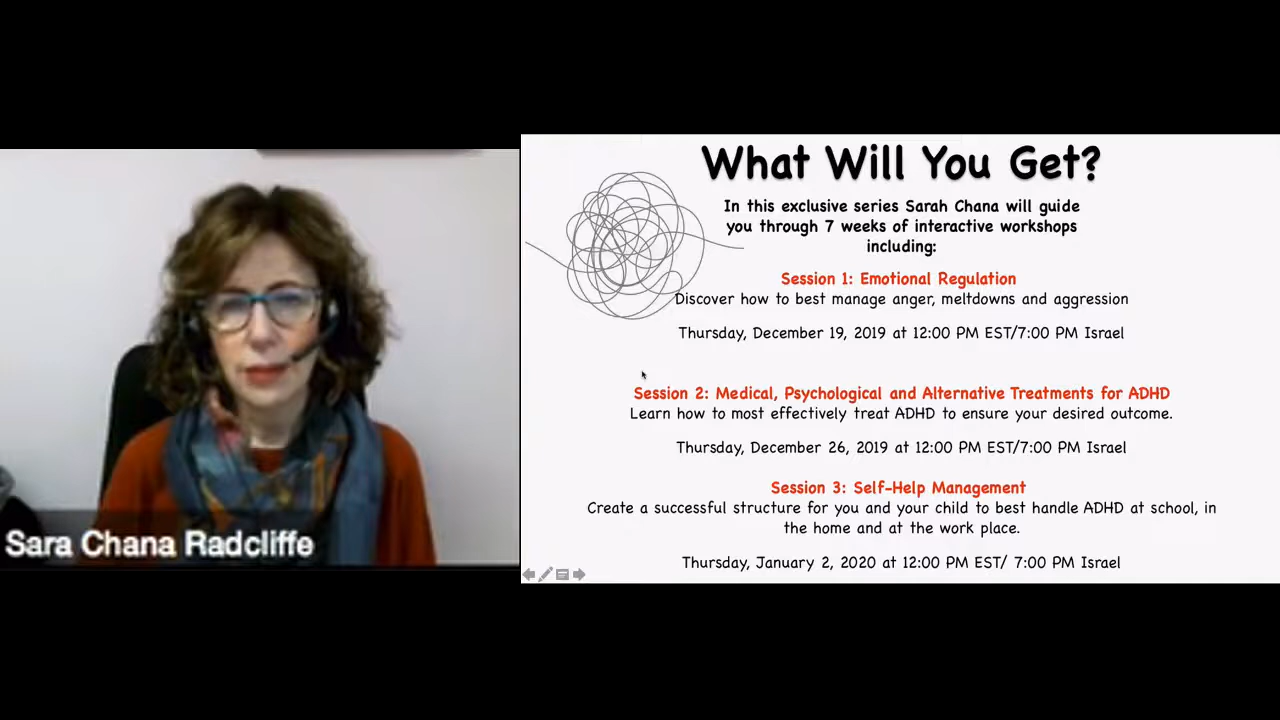 Sara Chana Radcliffe
What Will You Get?
In this exclusive series Sarah Chana will guide
you through 7 weeks of interactive workshops
including:
Session 1: Emotional Regulation
Discover how to best manage anger, meltdowns and aggression
Thursday, December 19, 2019 at 12:00 PM EST/7:00 PM Israel
Session 2: Medical, Psychological and Alternative Treatments for ADHD
Learn how to most effectively treat ADHD to ensure your desired outcome.
Thursday, December 26, 2019 at 12:00 PM EST/7:00 PM Israel
Session 3: Self-Help Management
Create a successful structure for you and your child to best handle ADHD at school, in
the home and at the work place.
Thursday, January 2, 2020 at 12:00 PM EST/ 7:00 PM Israel